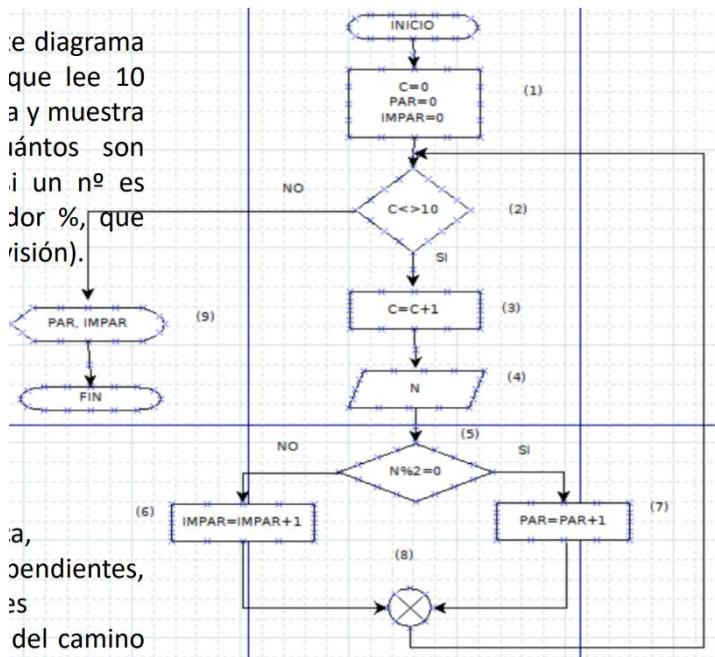 te diagrama
que lee 10
a y muestra
uántos son
si un nº es
dor %, que
visión).
INICIO
C=0
PAR=0
IMPAR=0
(1)
NO
C<>10
(2)
SI
C=C+1
(3)
PAR, IMPAR
(9)
N
(4)
FIN
(5)
NO
SI
N%2=0
(6)
IMPAR=IMPAR+1
PAR=PAR+1
(7)
(8)
a,
pendientes,
es
del camino